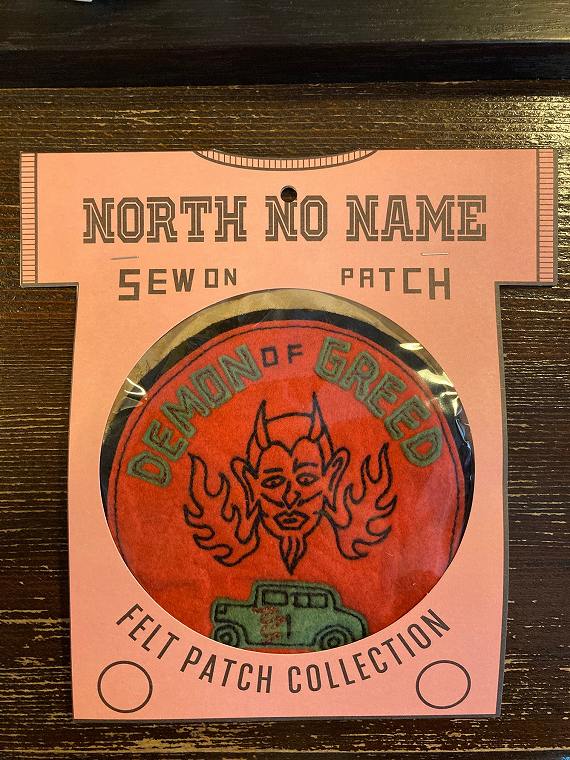 NORTH NO NAME
SEW ON PATCH
DEMON OF GREED
FELT PATCH COLLECTION